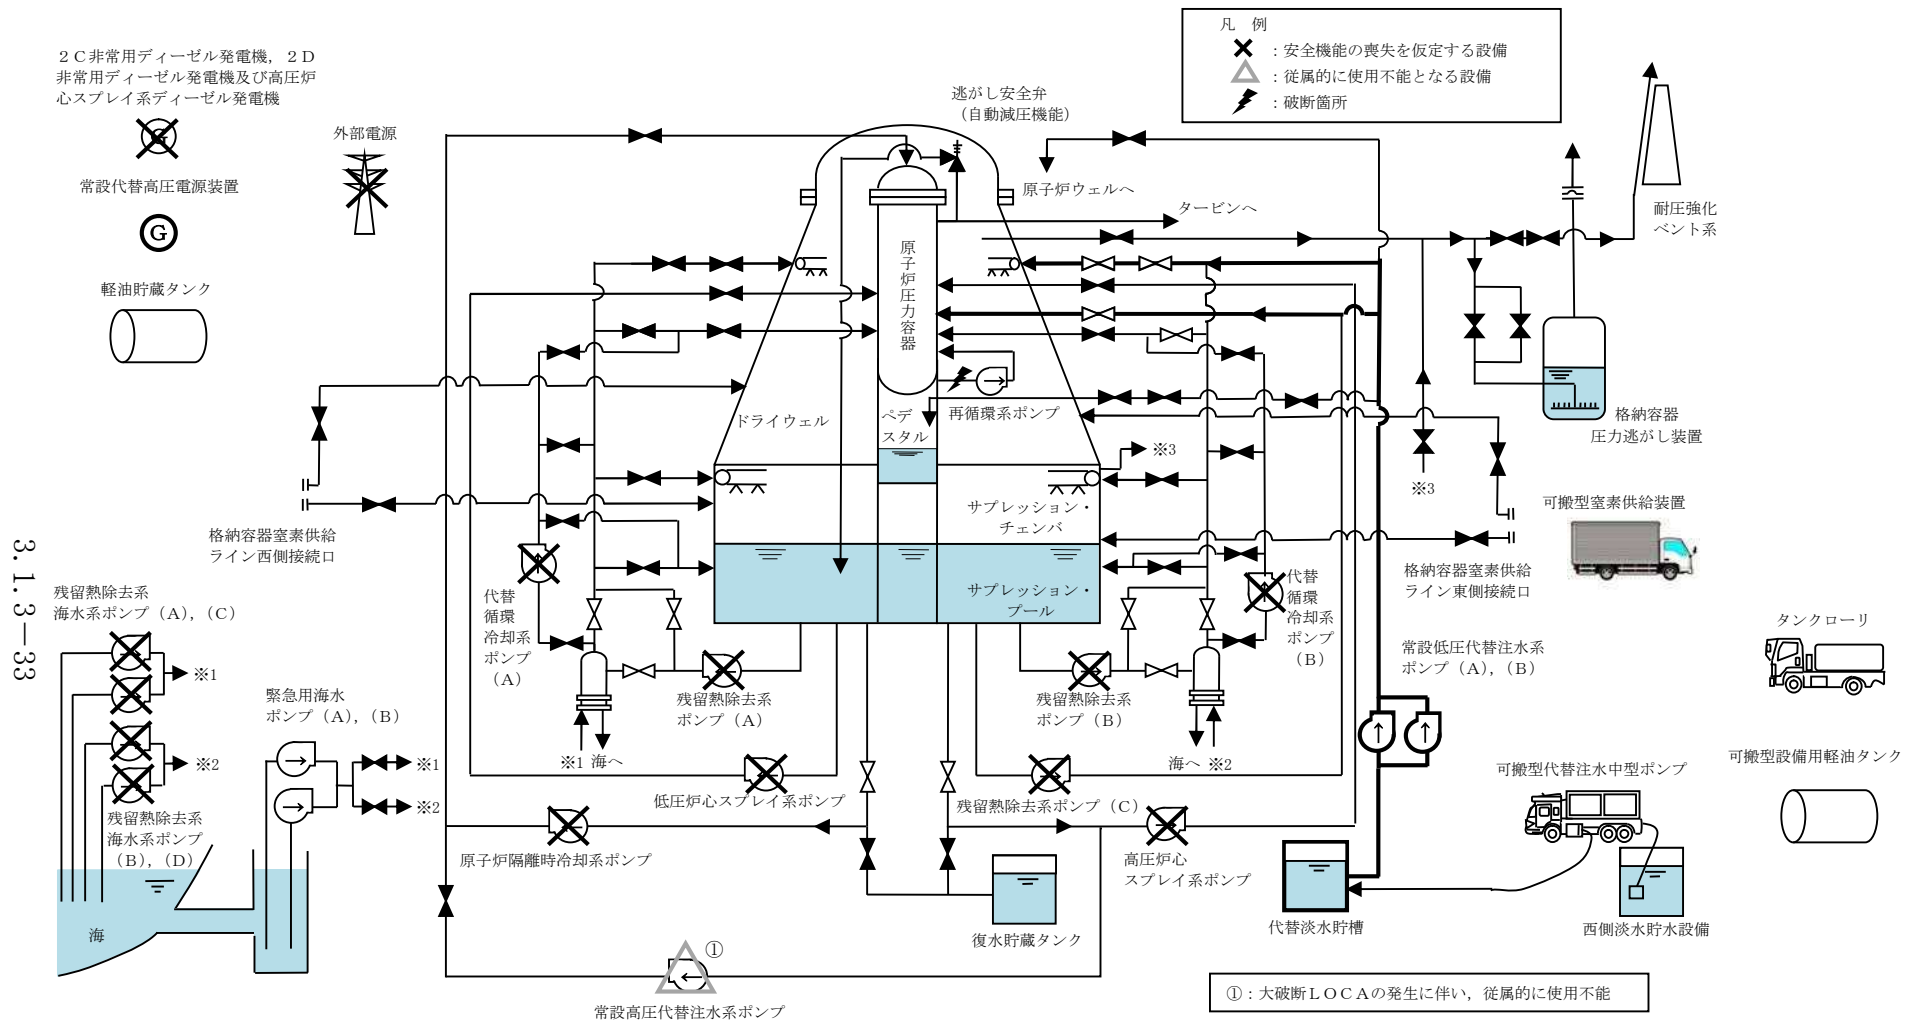 凡　例
：安全機能の喪失を仮定する設備
：従属的に使用不能となる設備
：破断箇所
２Ｃ非常用ディーゼル発電機，２Ｄ
非常用ディーゼル発電機及び高圧炉
心スプレイ系ディーゼル発電機
G
外部電源
常設代替高圧電源装置
G
軽油貯蔵タンク
逃がし安全弁
（自動減圧機能）
原子炉ウェルへ
タービンへ
耐圧強化
ベント系
原子炉圧力容器
ドライウェル
ペデ
スタル
再循環系ポンプ
格納容器
圧力逃がし装置
※3
※3
サプレッション・
チェンバ
可搬型窒素供給装置
格納容器窒素供給
ライン西側接続口
格納容器窒素供給
ライン東側接続口
サプレッション・
プール
代替
循環
冷却系
ポンプ
（A）
代替
循環
冷却系
ポンプ
（B）
残留熱除去系
海水系ポンプ（A），（C）
※1
※2
残留熱除去系
海水系ポンプ
（B），（D）
緊急用海水
ポンプ（A），（B）
※1
※2
海
残留熱除去系
ポンプ（A）
残留熱除去系
ポンプ（B）
※1 海へ
海へ ※2
常設低圧代替注水系
ポンプ（A），（B）
タンクローリ
可搬型設備用軽油タンク
可搬型代替注水中型ポンプ
低圧炉心スプレイ系ポンプ
残留熱除去系ポンプ（C）
原子炉隔離時冷却系ポンプ
高圧炉心
スプレイ系ポンプ
復水貯蔵タンク
代替淡水貯槽
西側淡水貯水設備
①
常設高圧代替注水系ポンプ
①：大破断ＬＯＣＡの発生に伴い，従属的に使用不能
3.1.3－33